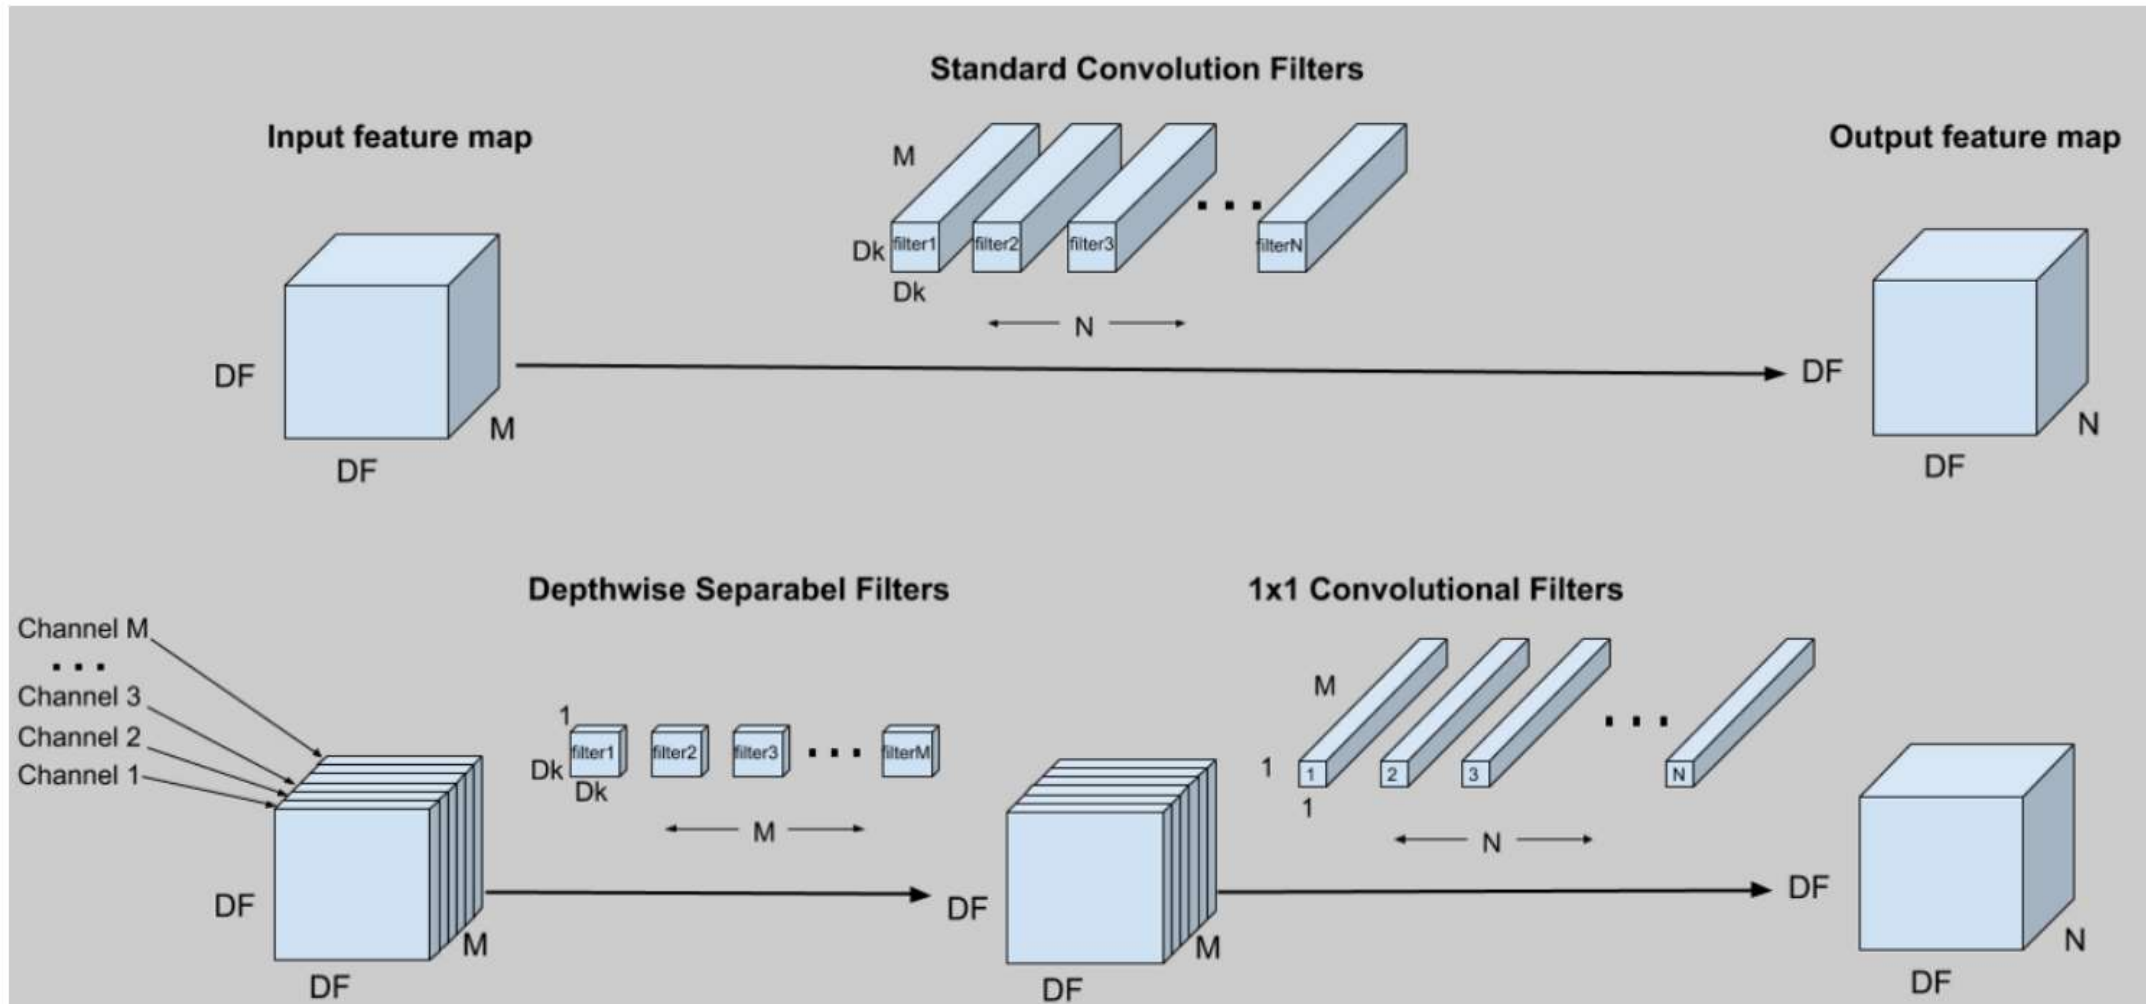 Standard Convolution Filters
Input feature map
Output feature map
M
Dk
filter1
filter2
filter3
. . .
filterN
Dk
N
DF
M
DF
DF
N
DF
Depthwise Separabel Filters
1x1 Convolutional Filters
Channel M
. . .
Channel 3
Channel 2
Channel 1
DF
M
DF
1
Dk
filter1
filter2
filter3
. . .
filterM
Dk
M
DF
M
DF
M
1
1
2
3
. . .
N
1
N
DF
N
DF